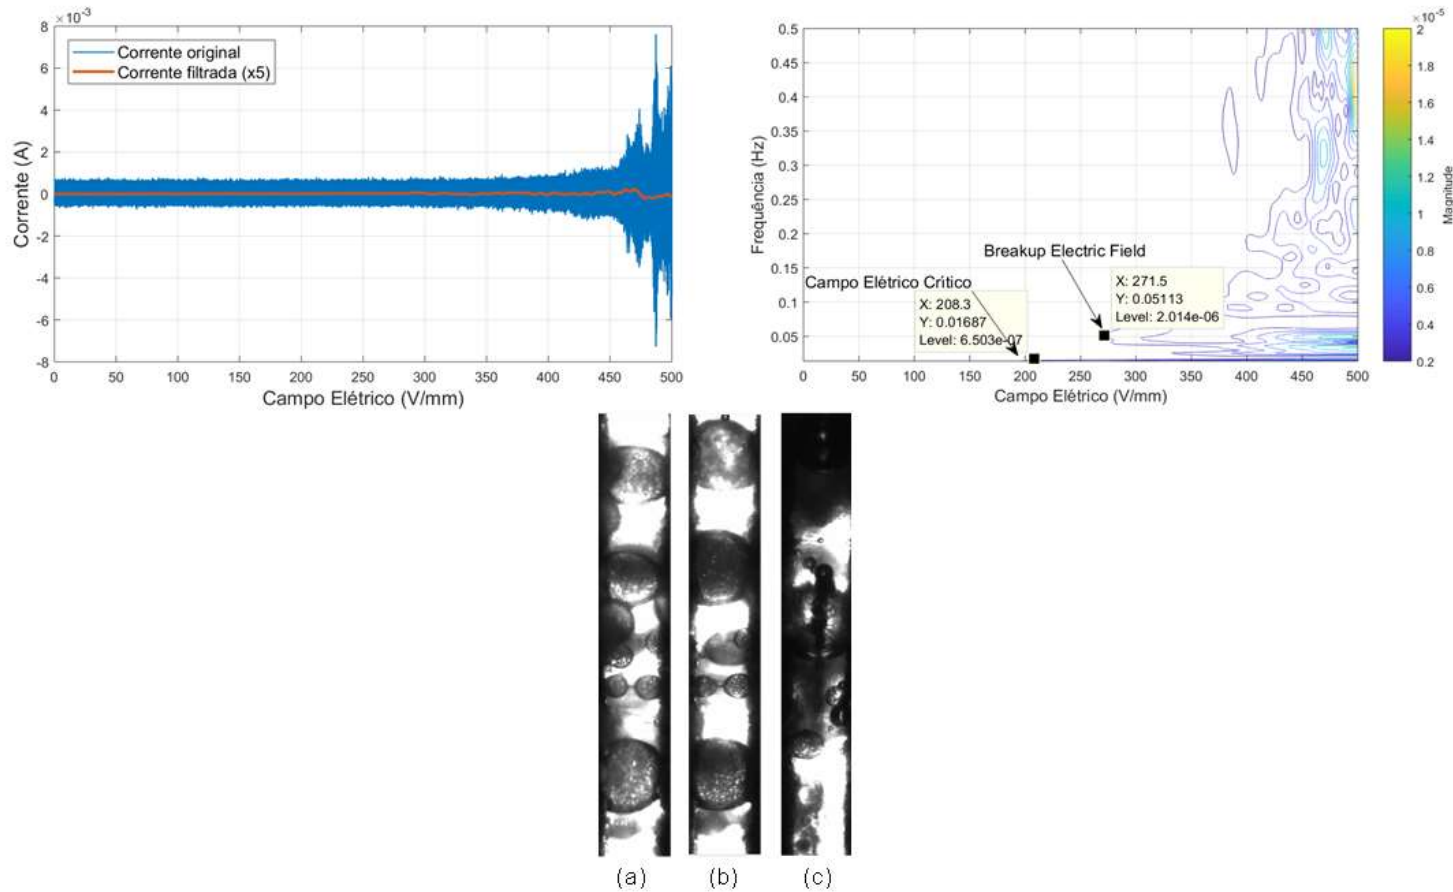 ×10⁻³
8
6
4
2
0
-2
-4
-6
-8
Corrente (A)
Corrente original
Corrente filtrada (x5)
0 50 100 150 200 250 300 350 400 450 500
Campo Elétrico (V/mm)
0.5
0.45
0.4
0.35
0.3
0.25
0.2
0.15
0.1
0.05
Frequência (Hz)
Breakup Electric Field
X: 271.5
Y: 0.05113
Level: 2.014e-06
Campo Elétrico Crítico
X: 208.3
Y: 0.01687
Level: 6.503e-07
0 50 100 150 200 250 300 350 400 450 500
Campo Elétrico (V/mm)
×10⁻⁵
2
1.8
1.6
1.4
1.2
1
0.8
0.6
0.4
0.2
Magnitude
(a) (b) (c)